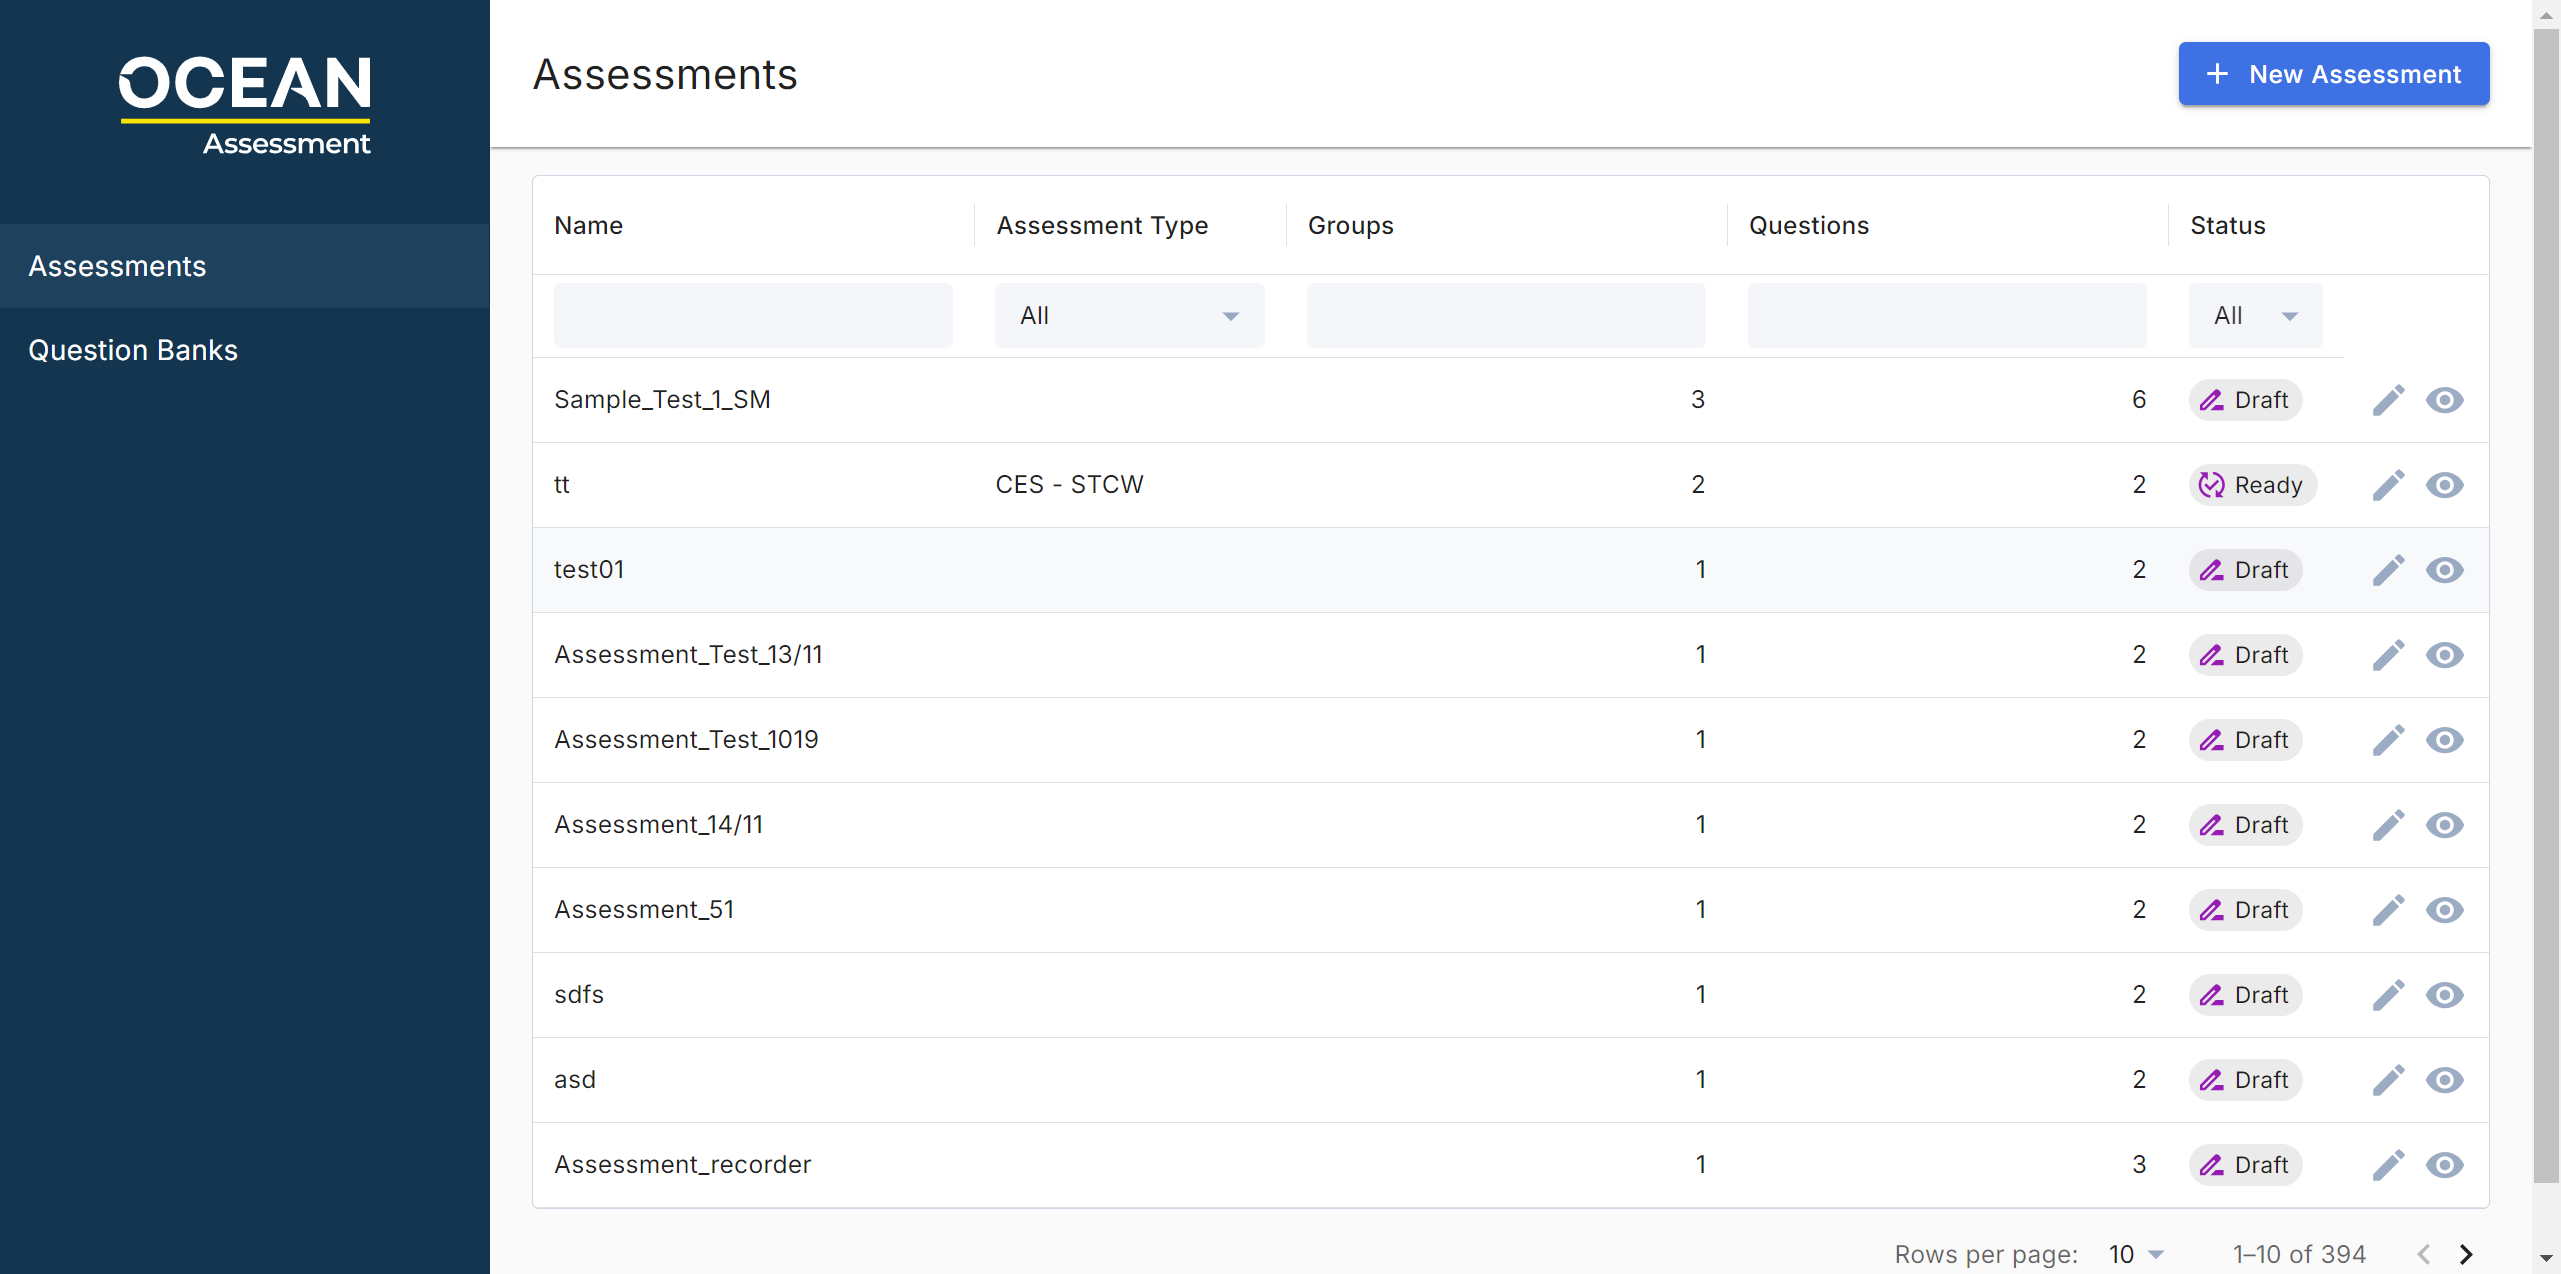 OCEAN
Assessment
Assessments
Question Banks
Assessments
New Assessment
Name Assessment Type Groups Questions Status
All All
Sample_Test_1_SM 3 6 Draft
tt CES - STCW 2 2 Ready
test01 1 2 Draft
Assessment_Test_13/11 1 2 Draft
Assessment_Test_1019 1 2 Draft
Assessment_14/11 1 2 Draft
Assessment_51 1 2 Draft
sdfs 1 2 Draft
asd 1 2 Draft
Assessment_recorder 1 3 Draft
Rows per page: 10 1–10 of 394